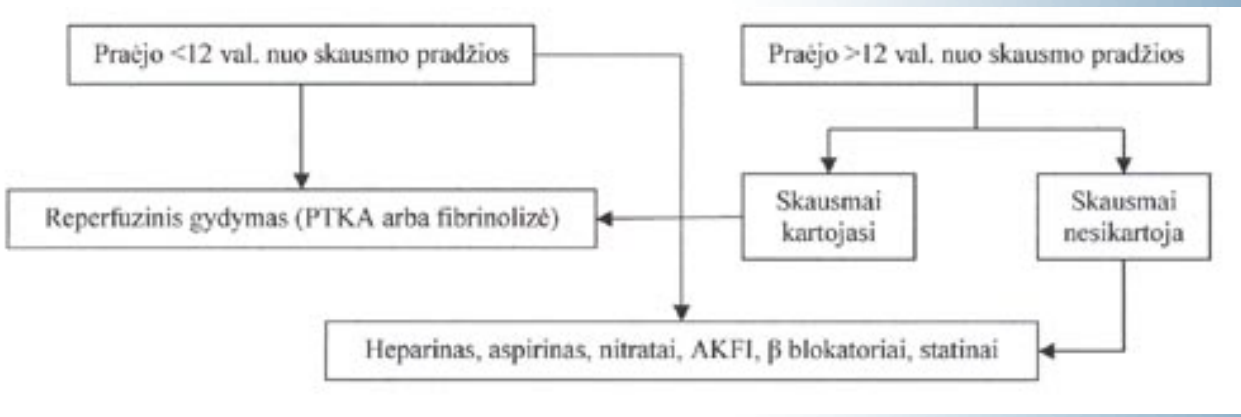 Praėjo <12 val. nuo skausmo pradžios
Praėjo >12 val. nuo skausmo pradžios
Reperfuzinis gydymas (PTKA arba fibrinolizė)
Skausmai
kartojasi
Skausmai
nesikartoja
Heparinas, aspirinas, nitratai, AKFI, β blokatoriai, statinai